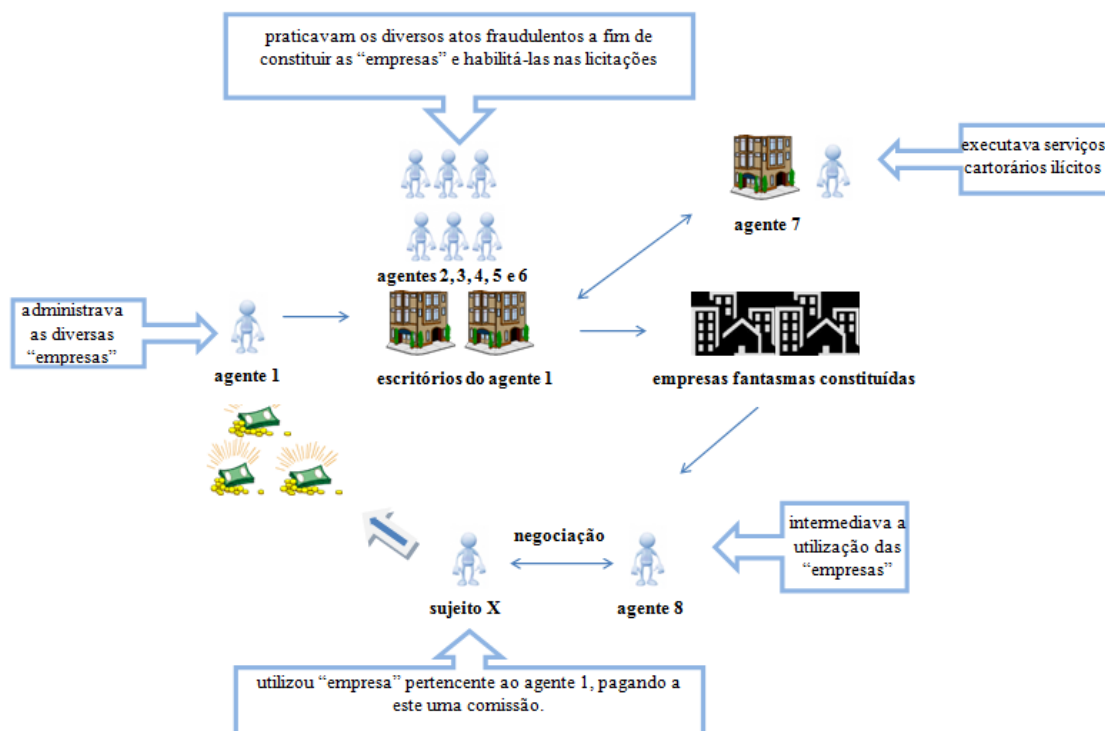 praticavam os diversos atos fraudulentos a fim de
constituir as “empresas” e habilitá-las nas licitações
executava serviços
cartorários ilícitos
agente 7
agentes 2, 3, 4, 5 e 6
administrava
as diversas
“empresas”
agente 1
escritórios do agente 1
empresas fantasmas constituídas
negociação
intermediava a
utilização das
“empresas”
sujeito X
agente 8
utilizou “empresa” pertencente ao agente 1, pagando a
este uma comissão.